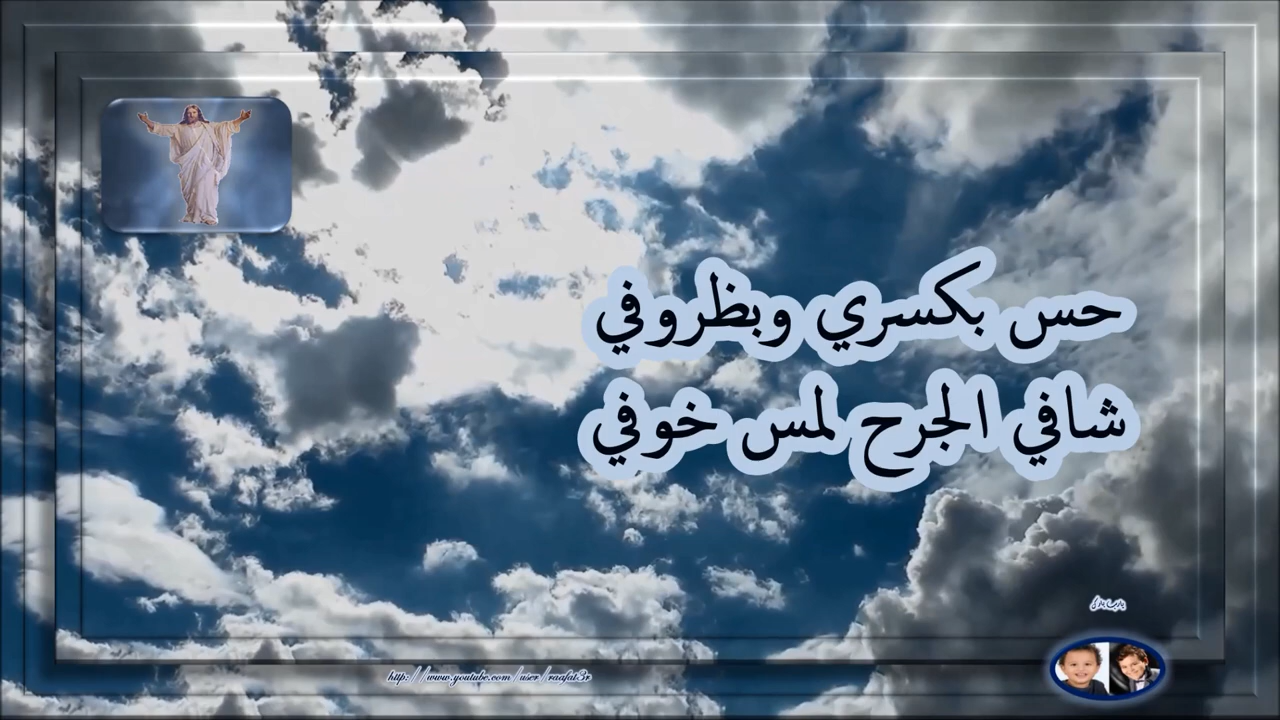 حس بكسري وبظروفي
شافي الجرح لمس خوفي
http://www.youtube.com/user/raafat3r